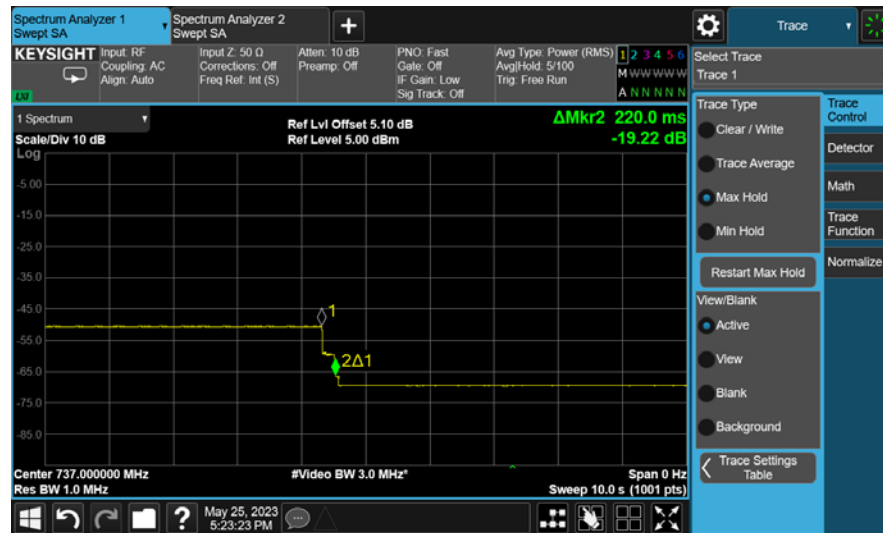 Spectrum Analyzer 1
Swept SA
Spectrum Analyzer 2
Swept SA
+
Trace
KEYSIGHT
LXI
Input: RF
Coupling: AC
Align: Auto
Input Z: 50 Ω
Corrections: Off
Freq Ref: Int (S)
Atten: 10 dB
Preamp: Off
PNO: Fast
Gate: Off
IF Gain: Low
Sig Track: Off
Avg Type: Power (RMS)
Avg|Hold: 5/100
Trig: Free Run
1 2 3 4 5 6
M W W W W W
A N N N N N
1 Spectrum
Scale/Div 10 dB
Ref Lvl Offset 5.10 dB
Ref Level 5.00 dBm
ΔMkr2 220.0 ms
-19.22 dB
Log
-5.00
-15.0
-25.0
-35.0
-45.0
-55.0
-65.0
-75.0
-85.0
1
2Δ1
Center 737.000000 MHz
Res BW 1.0 MHz
#Video BW 3.0 MHz*
Span 0 Hz
Sweep 10.0 s (1001 pts)
Select Trace
Trace 1
Trace Type
Clear / Write
Trace Average
Max Hold
Min Hold
Restart Max Hold
View/Blank
Active
View
Blank
Background
Trace Settings
Table
Trace
Control
Detector
Math
Trace
Function
Normalize
?
May 25, 2023
5:23:23 PM